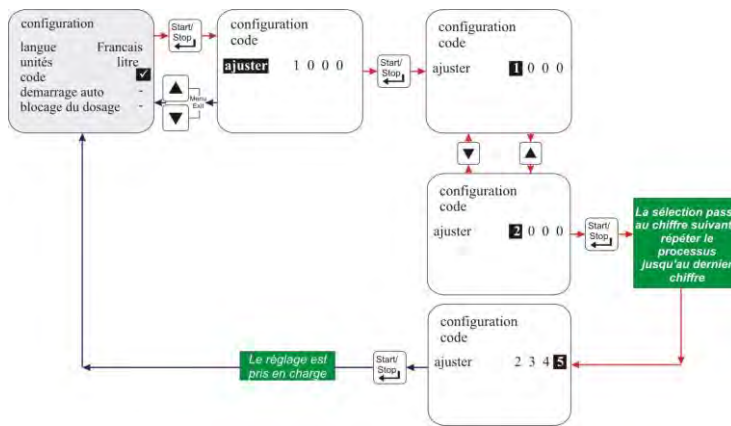 configuration
langue Francais
unités litre
code ✓
demarrage auto -
blocage du dosage -
Start/
Stop
Menu
Exit
configuration
code
ajuster 1 0 0 0
Start/
Stop
configuration
code
ajuster 1 0 0 0
configuration
code
ajuster 2 0 0 0
Start/
Stop
La sélection pass
au chiffre suivant
répéter le
processus
jusqu'au dernier
chiffre
configuration
code
ajuster 2 3 4 5
Start/
Stop
Le réglage est
pris en charge